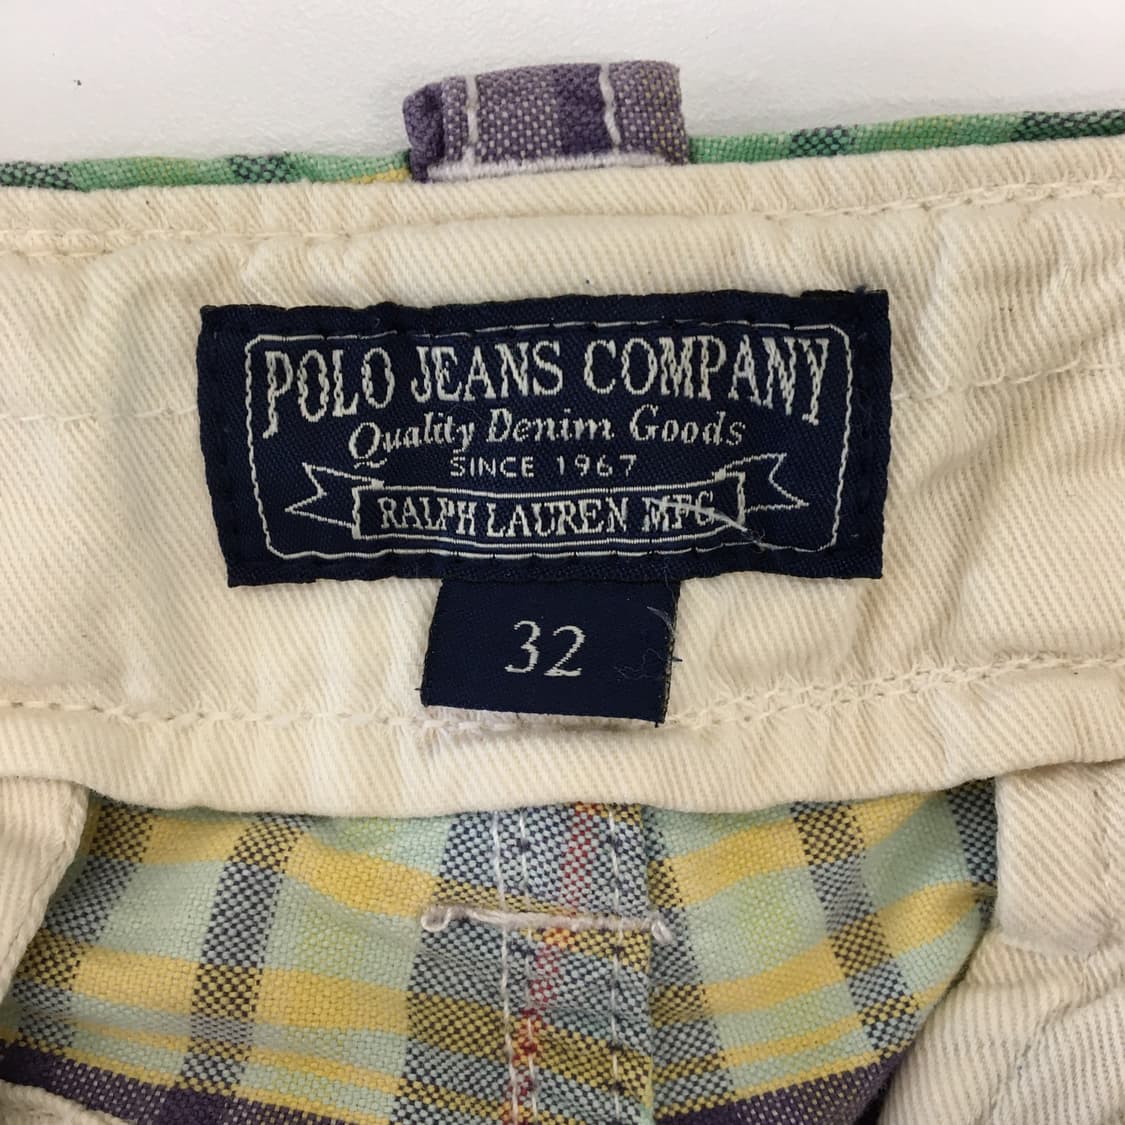 POLO JEANS COMPANY
Quality Denim Goods
SINCE 1967
RALPH LAUREN MFG
32